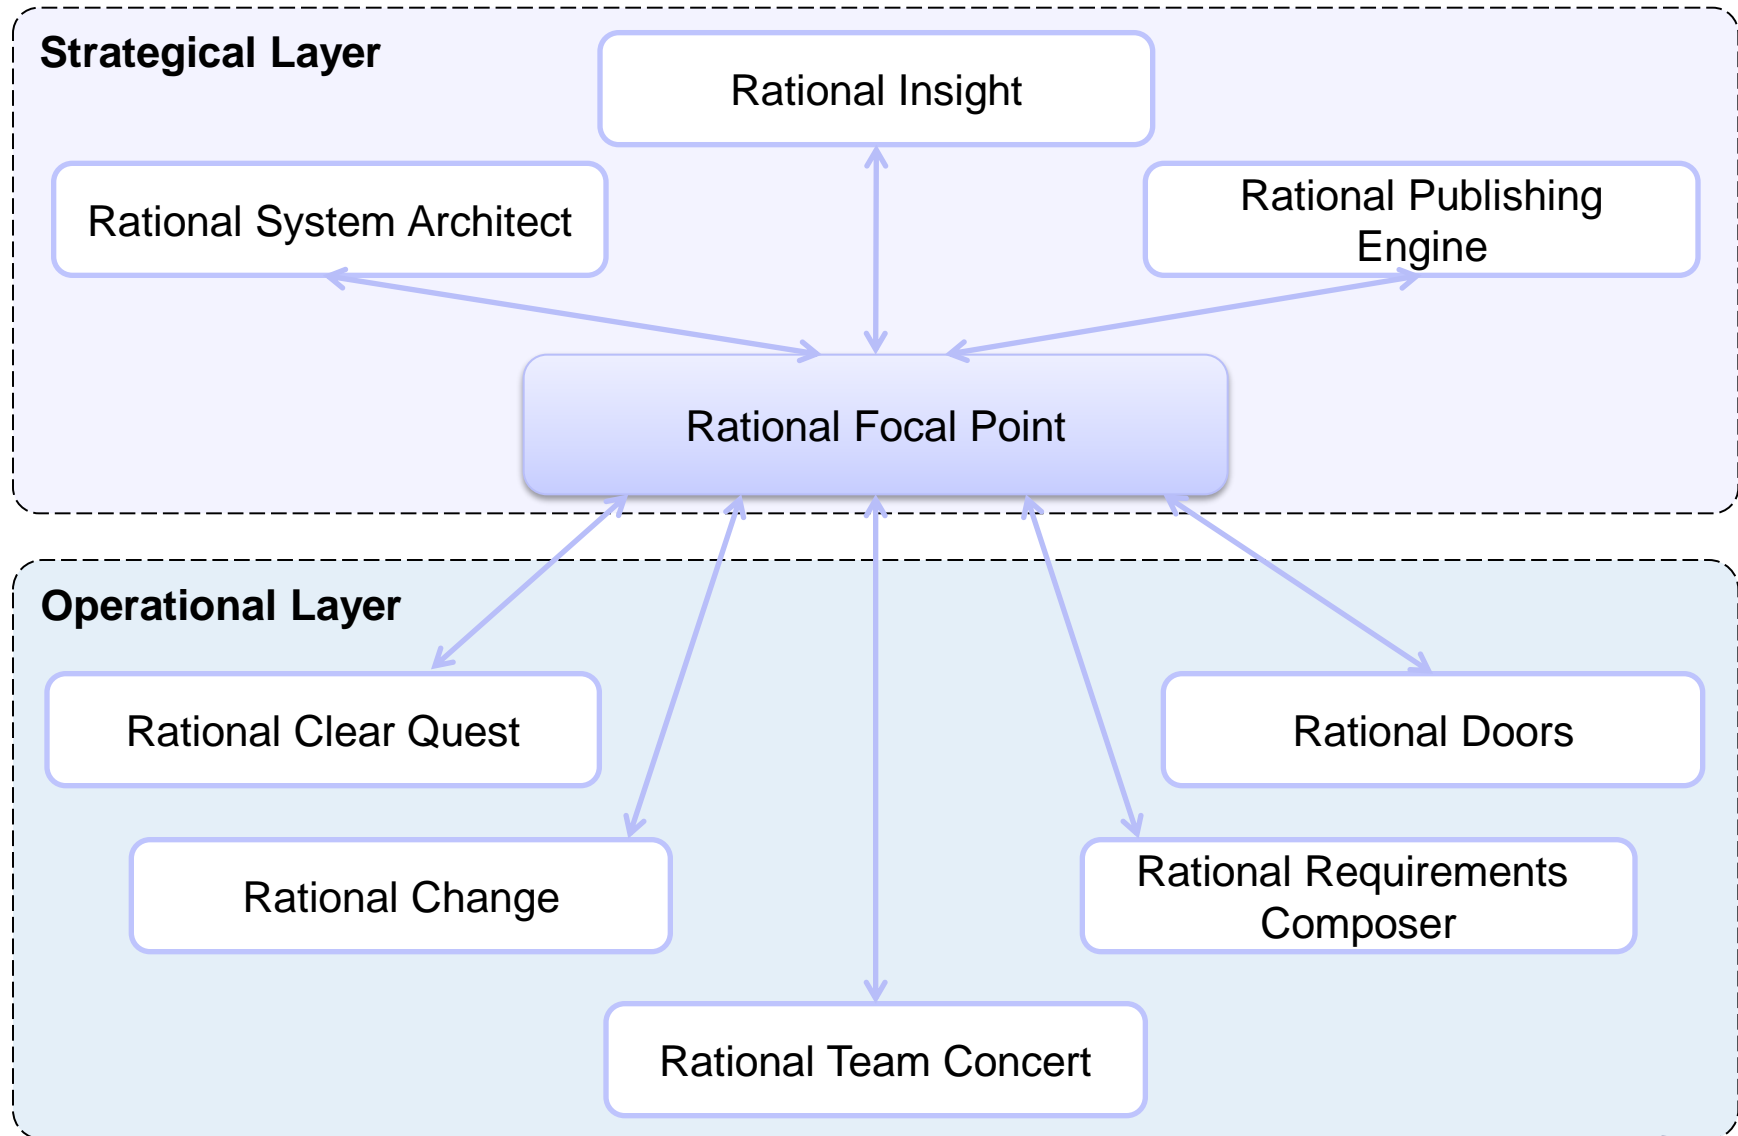 Strategical Layer
Rational Insight
Rational System Architect
Rational Publishing
Engine
Rational Focal Point
Operational Layer
Rational Clear Quest
Rational Doors
Rational Change
Rational Requirements
Composer
Rational Team Concert